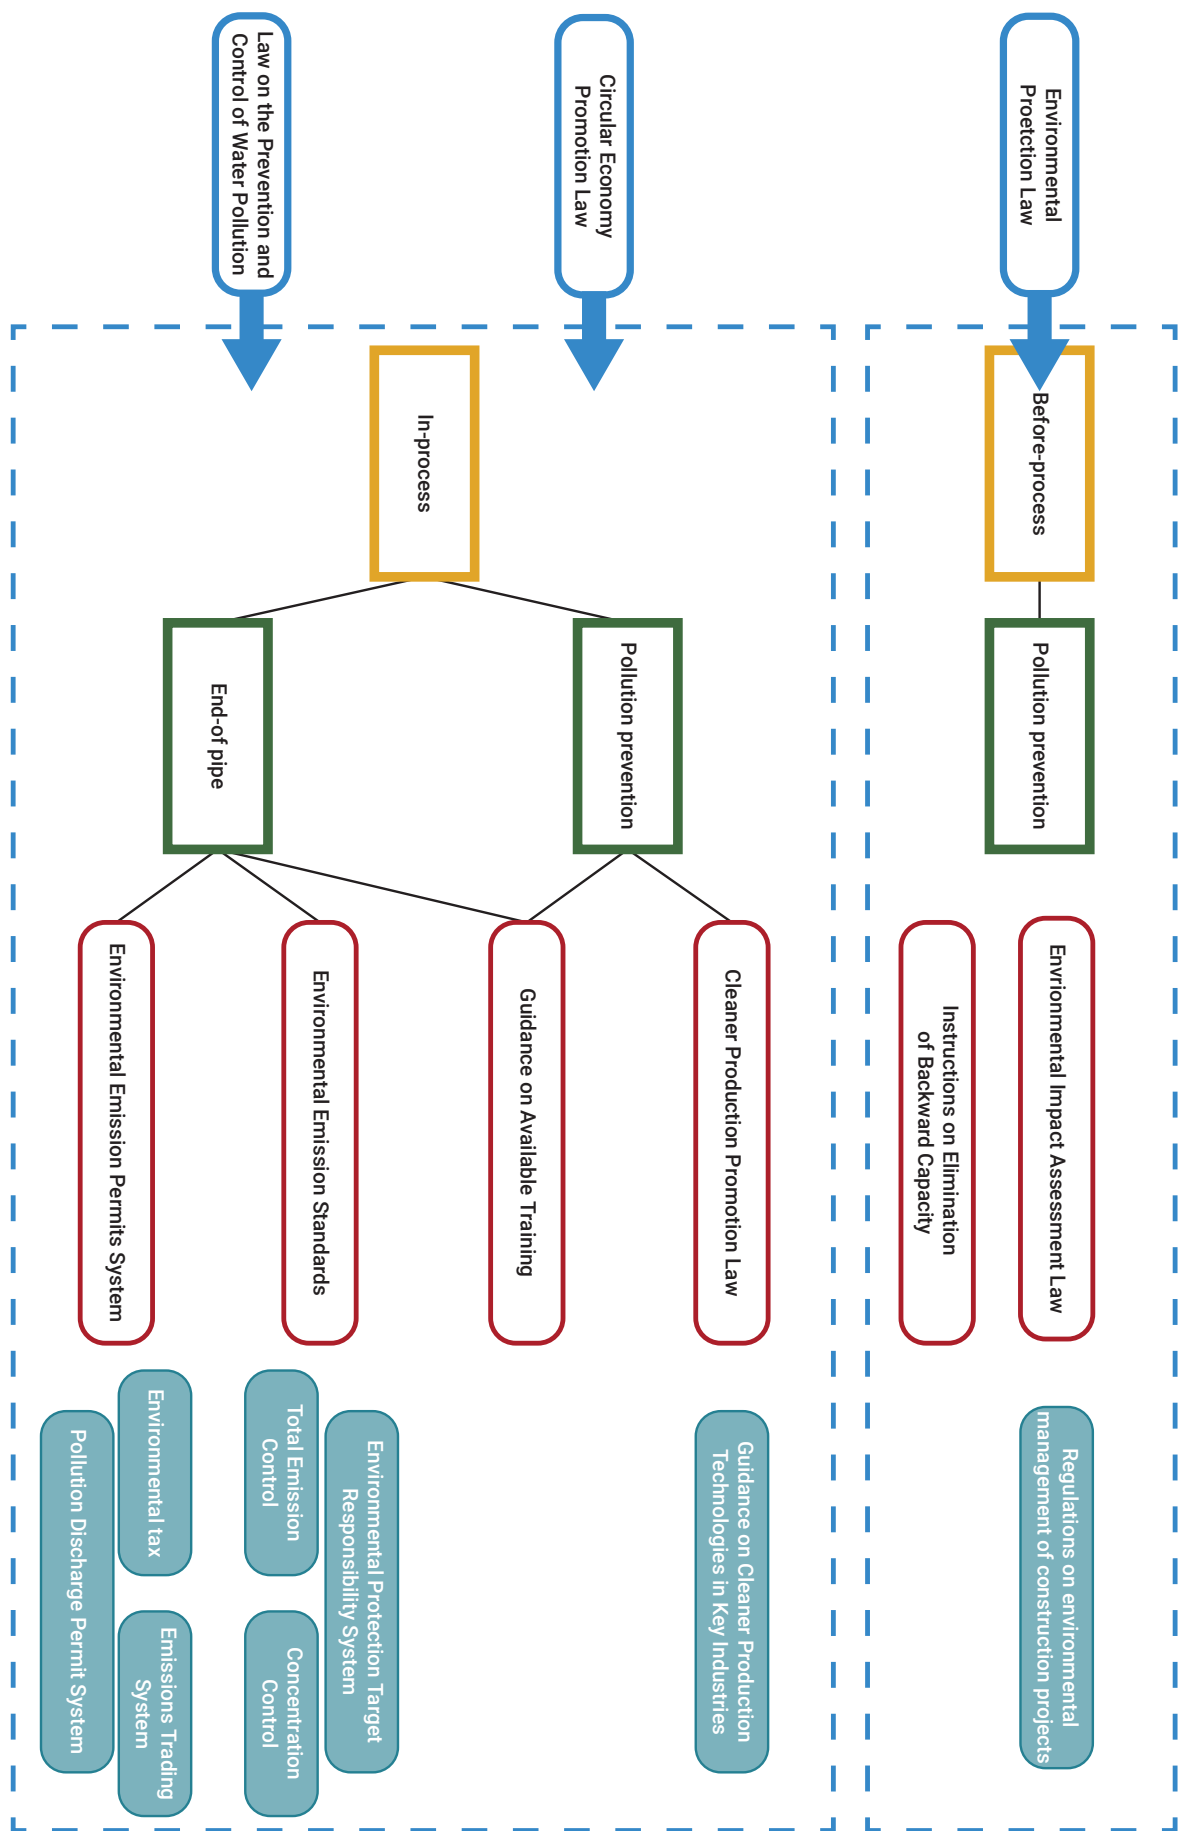 Environmental
Proetction Law
Before-process
Pollution prevention
Envrionmental Impact Assessment Law
Regulations on environmental
management of construction projects
Instructions on Elimination
of Backward Capacity
Circular Economy
Promotion Law
Law on the Prevention and
Control of Water Pollution
In-process
Pollution prevention
End-of pipe
Cleaner Production Promotion Law
Guidance on Cleaner Production
Technologies in Key Industries
Guidance on Available Training
Environmental Emission Standards
Environmental Protection Target
Responsibility System
Total Emission
Control
Concentration
Control
Environmental Emission Permits System
Environmental tax
Emissions Trading
System
Pollution Discharge Permit System